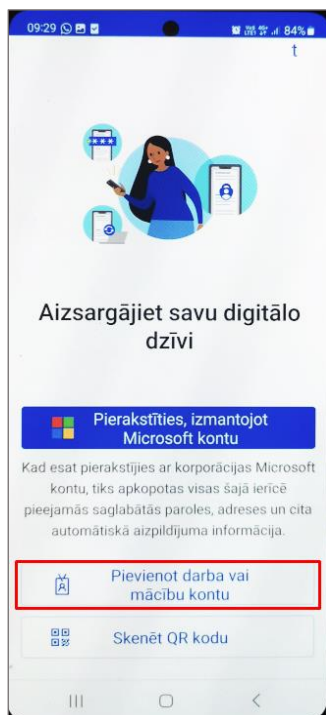 09:29
84%
t
Aizsargājiet savu digitālo
dzīvi
Pierakstīties, izmantojot
Microsoft kontu
Kad esat pierakstījies ar korporācijas Microsoft
kontu, tiks apkopotas visas šajā ierīcē
pieejamās saglabātās paroles, adreses un cita
automātiskā aizpildījuma informācija.
Pievienot darba vai
mācību kontu
Skenēt QR kodu